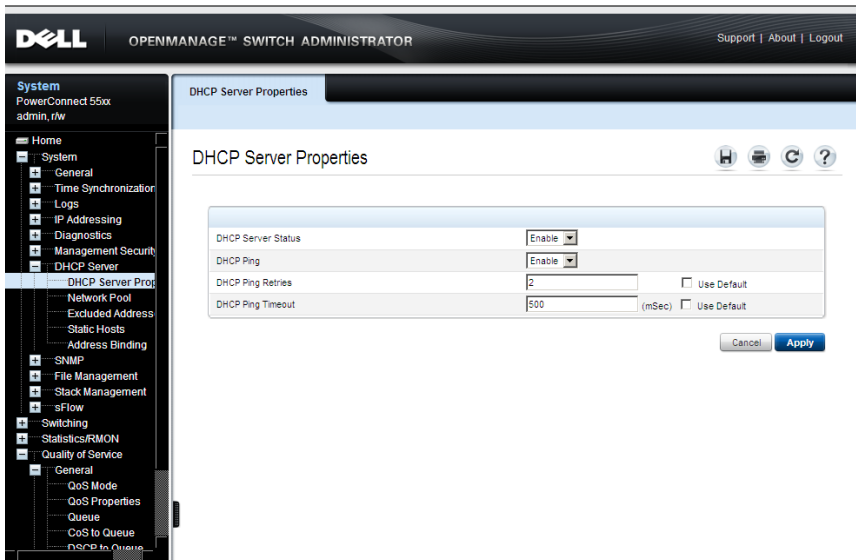 DELL
OPENMANAGE™ SWITCH ADMINISTRATOR
Support | About | Logout
System
PowerConnect 55xx
admin, r/w
Home
System
General
Time Synchronization
Logs
IP Addressing
Diagnostics
Management Securit
DHCP Server
DHCP Server Prop
Network Pool
Excluded Address
Static Hosts
Address Binding
SNMP
File Management
Stack Management
sFlow
Switching
Statistics/RMON
Quality of Service
General
QoS Mode
QoS Properties
Queue
CoS to Queue
DSCP to Queue
DHCP Server Properties
DHCP Server Properties
DHCP Server Status Enable
DHCP Ping Enable
DHCP Ping Retries 2 Use Default
DHCP Ping Timeout 500 (mSec) Use Default
Cancel Apply